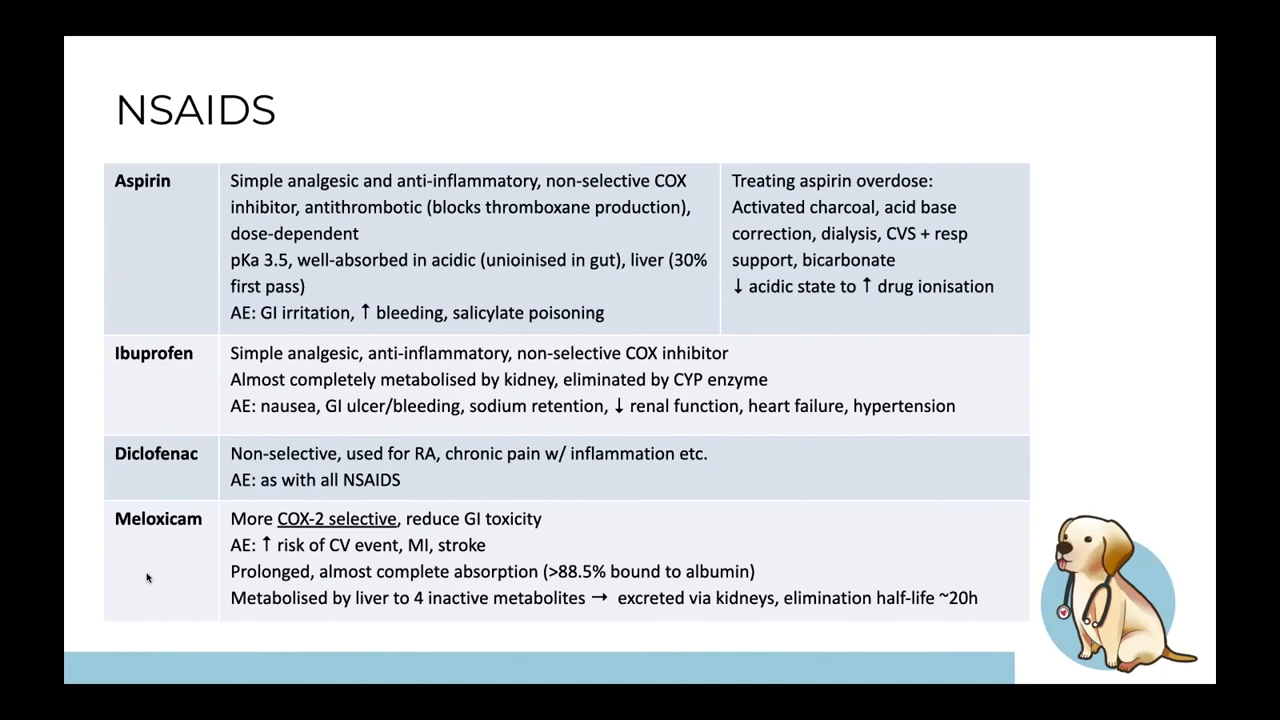 NSAIDS
Aspirin
Simple analgesic and anti-inflammatory, non-selective COX
inhibitor, antithrombotic (blocks thromboxane production),
dose-dependent
pKa 3.5, well-absorbed in acidic (unioinised in gut), liver (30%
first pass)
AE: GI irritation, ↑ bleeding, salicylate poisoning
Treating aspirin overdose:
Activated charcoal, acid base
correction, dialysis, CVS + resp
support, bicarbonate
↓ acidic state to ↑ drug ionisation
Ibuprofen
Simple analgesic, anti-inflammatory, non-selective COX inhibitor
Almost completely metabolised by kidney, eliminated by CYP enzyme
AE: nausea, GI ulcer/bleeding, sodium retention, ↓ renal function, heart failure, hypertension
Diclofenac
Non-selective, used for RA, chronic pain w/ inflammation etc.
AE: as with all NSAIDS
Meloxicam
More COX-2 selective, reduce GI toxicity
AE: ↑ risk of CV event, MI, stroke
Prolonged, almost complete absorption (>88.5% bound to albumin)
Metabolised by liver to 4 inactive metabolites → excreted via kidneys, elimination half-life ~20h